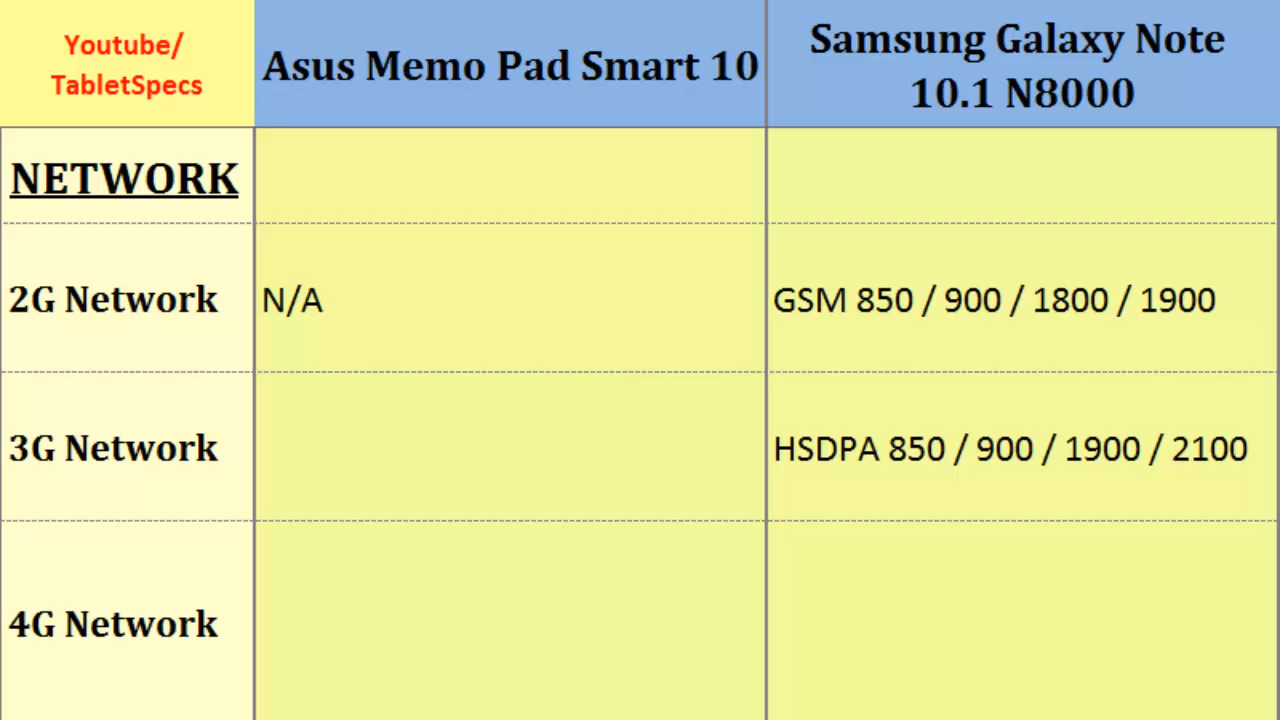 Youtube/
TabletSpecs
Asus Memo Pad Smart 10
Samsung Galaxy Note
10.1 N8000
NETWORK
2G Network
N/A
GSM 850 / 900 / 1800 / 1900
3G Network
HSDPA 850 / 900 / 1900 / 2100
4G Network